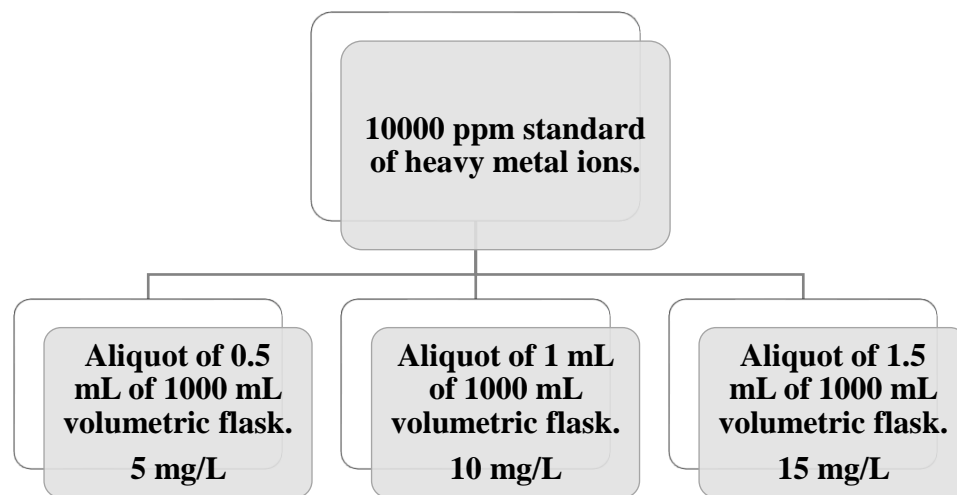 10000 ppm standard
of heavy metal ions.
Aliquot of 0.5
mL of 1000 mL
volumetric flask.
5 mg/L
Aliquot of 1 mL
of 1000 mL
volumetric flask.
10 mg/L
Aliquot of 1.5
mL of 1000 mL
volumetric flask.
15 mg/L